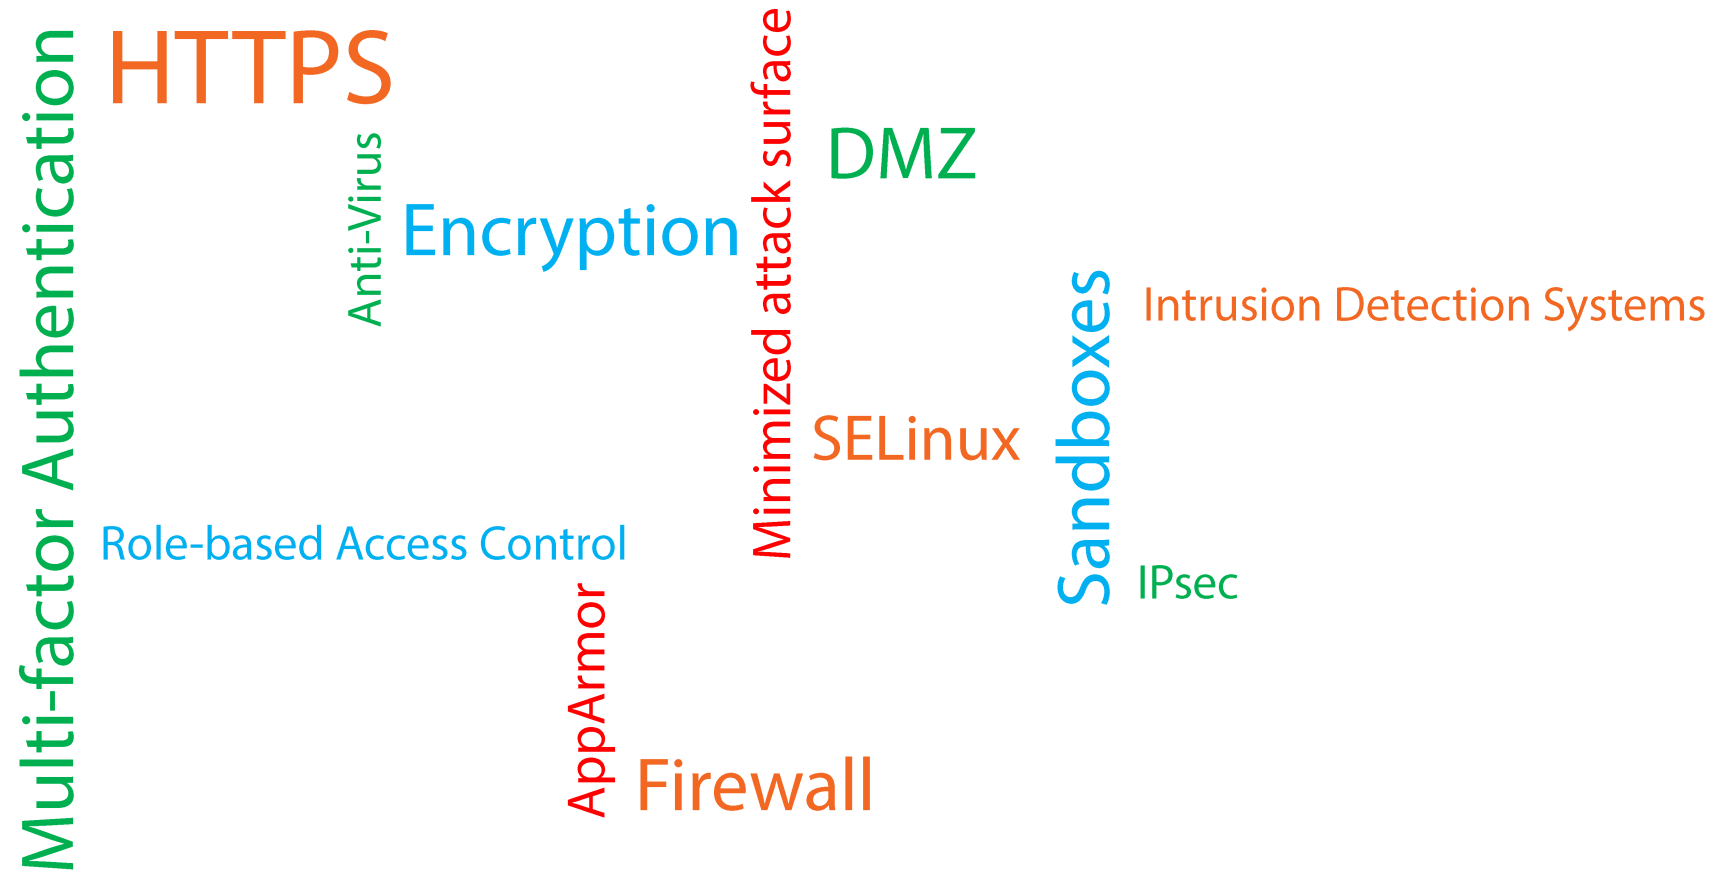 Multi-factor Authentication
HTTPS
Anti-Virus
Encryption
Minimized attack surface
DMZ
Sandboxes
Intrusion Detection Systems
SELinux
Role-based Access Control
IPsec
AppArmor
Firewall